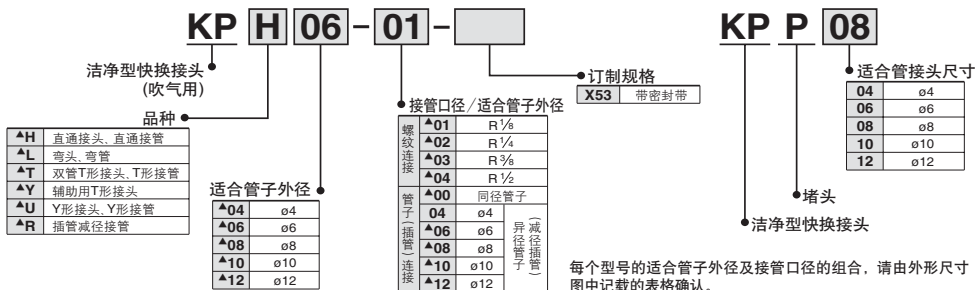 KP H 06 - 01 -
洁净型快换接头
(吹气用)
品种
▲H 直通接头、直通接管
▲L 弯头、弯管
▲T 双管T形接头、T形接管
▲Y 辅助用T形接头
▲U Y形接头、Y形接管
▲R 插管减径接管
适合管子外径
▲04 ø4
▲06 ø6
▲08 ø8
▲10 ø10
▲12 ø12
接管口径/适合管子外径
螺纹连接
▲01 R1/8
▲02 R1/4
▲03 R3/8
▲04 R1/2
管子(插管)连接
▲00 同径管子
04 ø4
▲06 ø6
▲08 ø8
▲10 ø10
▲12 ø12
异径管子
(减径插管)
订制规格
X53 带密封带
KP P 08
适合管接头尺寸
04 ø4
06 ø6
08 ø8
10 ø10
12 ø12
堵头
洁净型快换接头
每个型号的适合管子外径及接管口径的组合，请由外形尺寸
图中记载的表格确认。